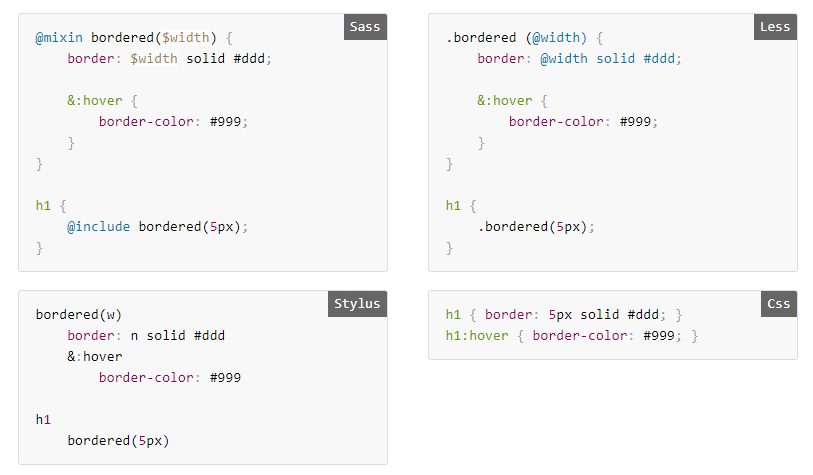 Sass
@mixin bordered($width) {
    border: $width solid #ddd;

    &:hover {
        border-color: #999;
    }
}

h1 {
    @include bordered(5px);
}

Less
.bordered (@width) {
    border: @width solid #ddd;

    &:hover {
        border-color: #999;
    }
}

h1 {
    .bordered(5px);
}

Stylus
bordered(w)
    border: n solid #ddd
    &:hover
        border-color: #999

h1
    bordered(5px)

Css
h1 { border: 5px solid #ddd; }
h1:hover { border-color: #999; }